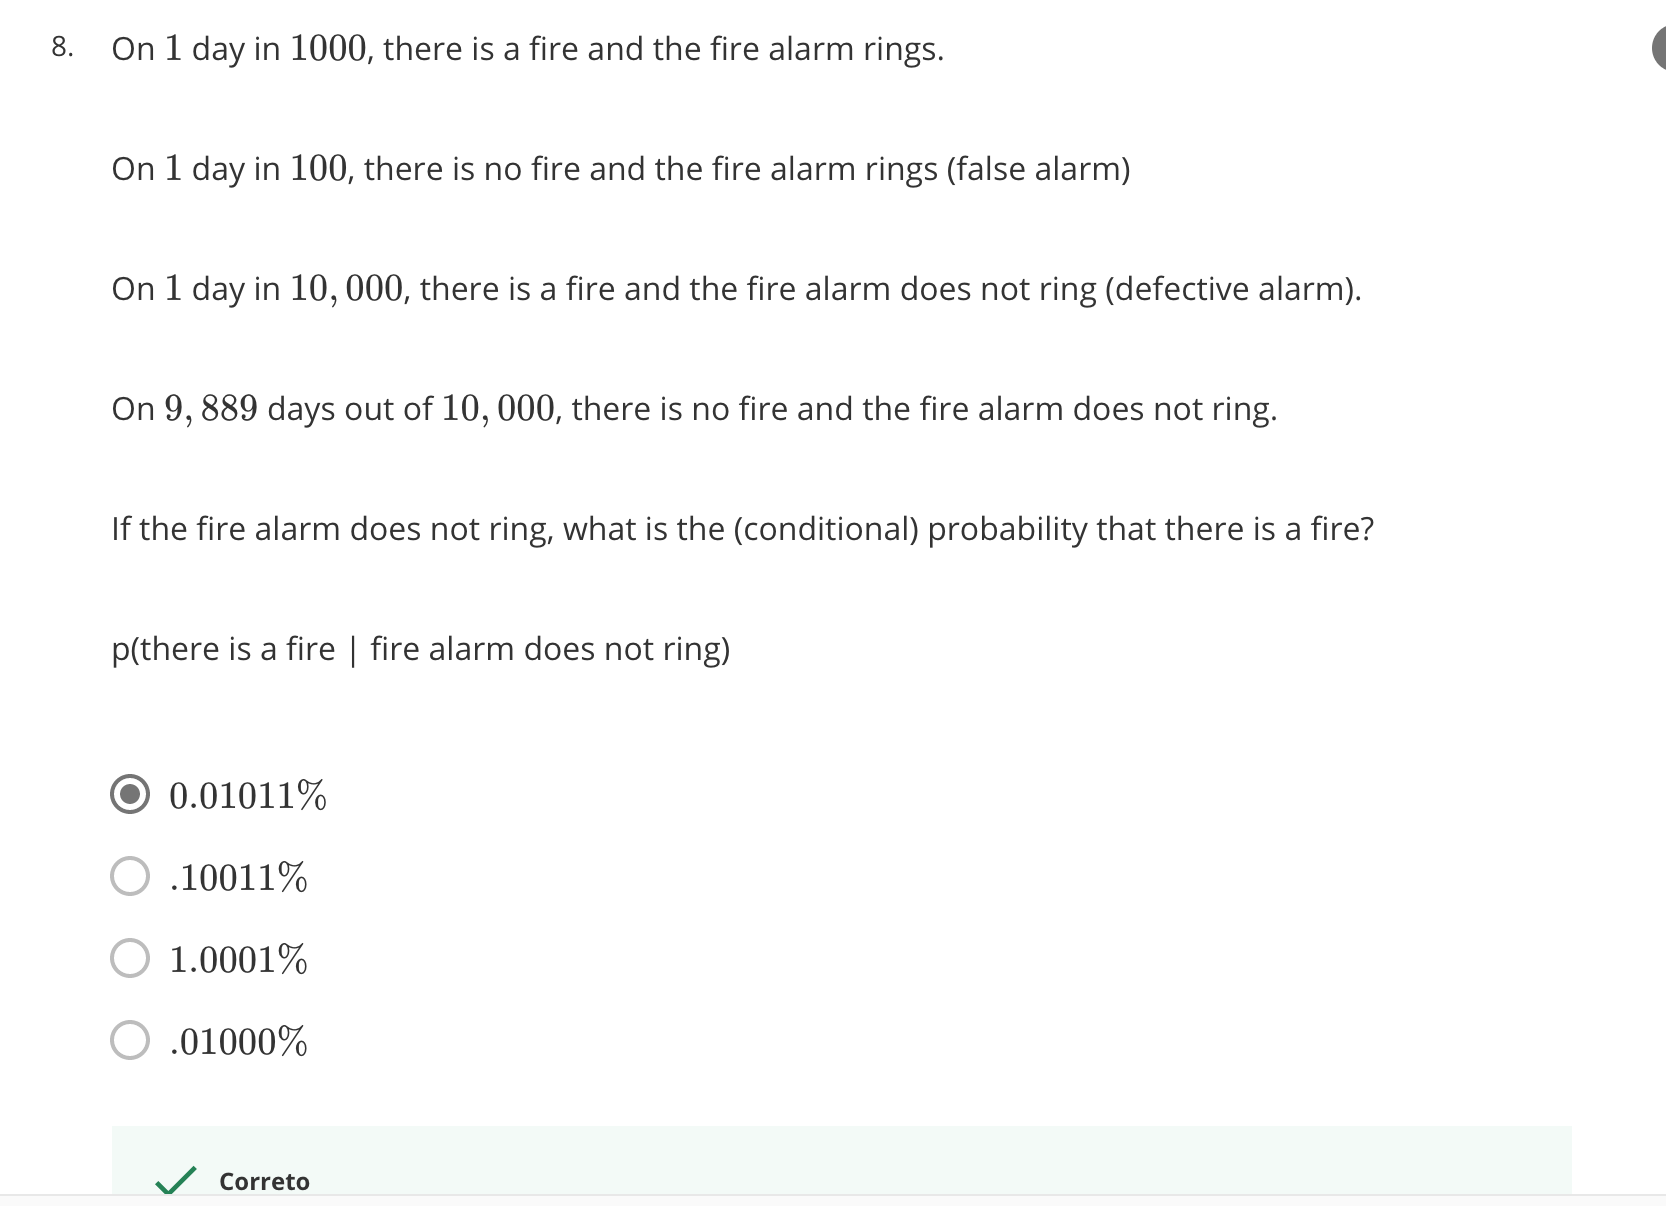 8. On 1 day in 1000, there is a fire and the fire alarm rings.
On 1 day in 100, there is no fire and the fire alarm rings (false alarm)
On 1 day in 10, 000, there is a fire and the fire alarm does not ring (defective alarm).
On 9, 889 days out of 10, 000, there is no fire and the fire alarm does not ring.
If the fire alarm does not ring, what is the (conditional) probability that there is a fire?
p(there is a fire | fire alarm does not ring)
0.01011%
.10011%
1.0001%
.01000%
Correto